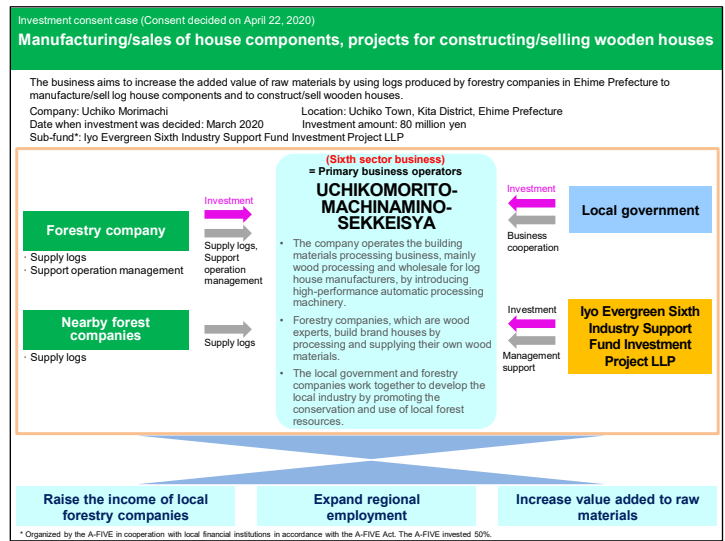 Investment consent case (Consent decided on April 22, 2020)
Manufacturing/sales of house components, projects for constructing/selling wooden houses
The business aims to increase the added value of raw materials by using logs produced by forestry companies in Ehime Prefecture to
manufacture/sell log house components and to construct/sell wooden houses.
Company: Uchiko Morimachi Location: Uchiko Town, Kita District, Ehime Prefecture
Date when investment was decided: March 2020 Investment amount: 80 million yen
Sub-fund*: Iyo Evergreen Sixth Industry Support Fund Investment Project LLP
Forestry company
· Supply logs
· Support operation management
Nearby forest
companies
· Supply logs
Investment
Supply logs,
Support
operation
management
Supply logs
(Sixth sector business)
= Primary business operators
UCHIKOMORITO-
MACHINAMINO-
SEKKEISYA
• The company operates the building
materials processing business, mainly
wood processing and wholesale for log
house manufacturers, by introducing
high-performance automatic processing
machinery.
• Forestry companies, which are wood
experts, build brand houses by
processing and supplying their own wood
materials.
• The local government and forestry
companies work together to develop the
local industry by promoting the
conservation and use of local forest
resources.
Investment
Business
cooperation
Investment
Management
support
Local government
Iyo Evergreen Sixth
Industry Support
Fund Investment
Project LLP
Raise the income of local
forestry companies
Expand regional
employment
Increase value added to raw
materials
* Organized by the A-FIVE in cooperation with local financial institutions in accordance with the A-FIVE Act. The A-FIVE invested 50%.